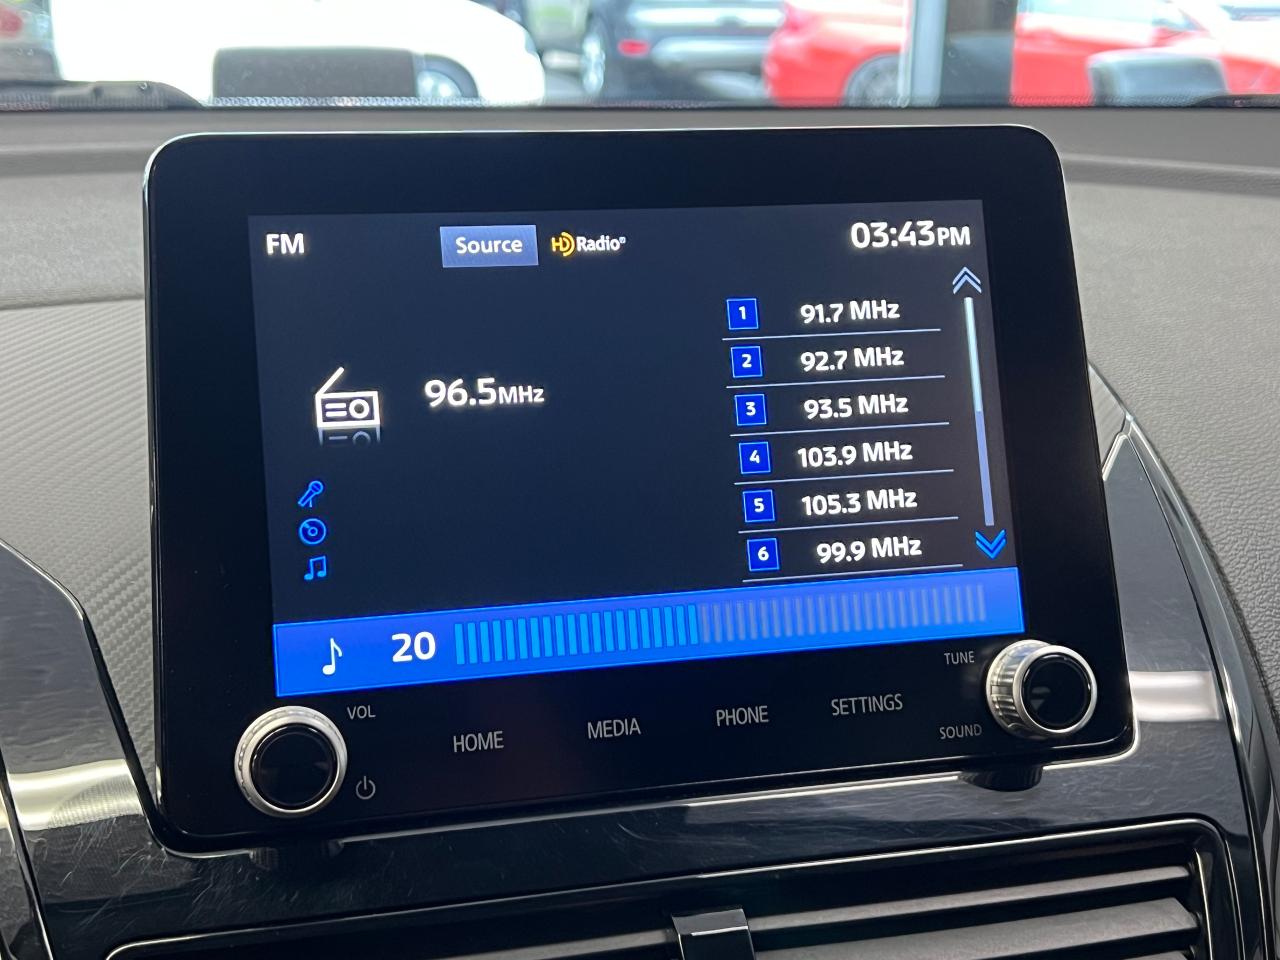 FM Source HD Radio® 03:43PM
1 91.7 MHz
2 92.7 MHz
96.5MHz
3 93.5 MHz
4 103.9 MHz
5 105.3 MHz
6 99.9 MHz
20
VOL
HOME MEDIA PHONE SETTINGS
TUNE
SOUND